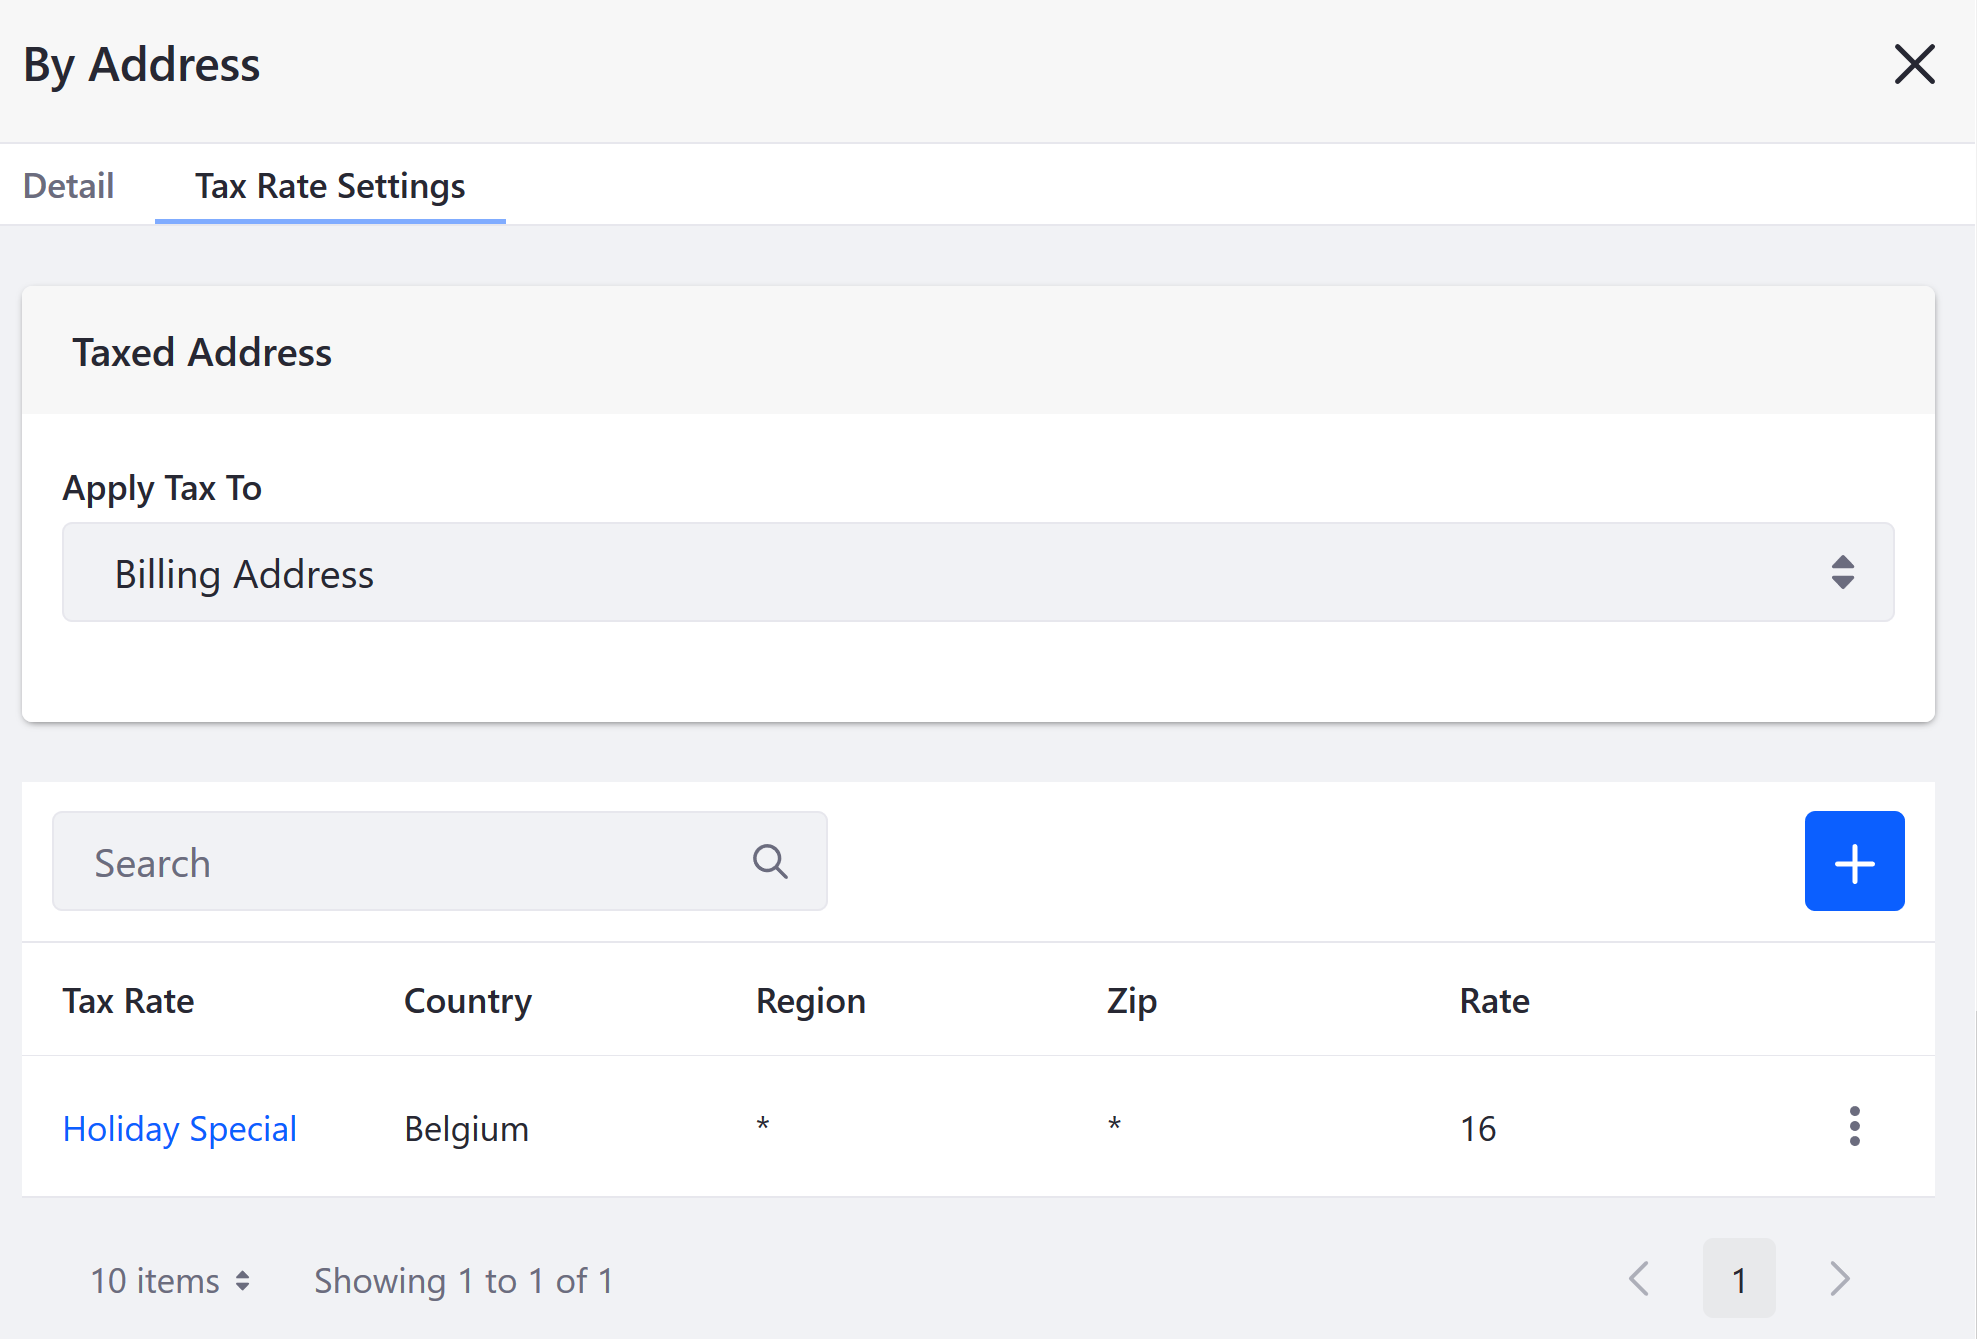 By Address
Detail Tax Rate Settings
Taxed Address
Apply Tax To
Billing Address
Search
Tax Rate Country Region Zip Rate
Holiday Special Belgium * * 16
10 items Showing 1 to 1 of 1 1